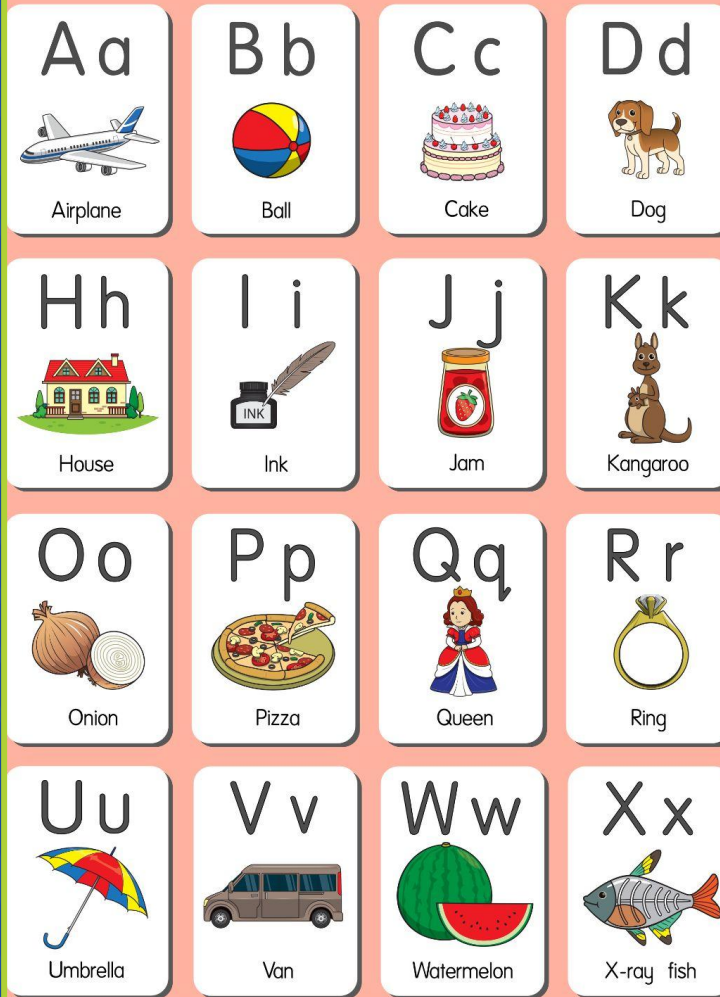 Aa
Airplane
Bb
Ball
Cc
Cake
Dd
Dog
Hh
House
Ii
INK
Ink
Jj
Jam
Kk
Kangaroo
Oo
Onion
Pp
Pizza
Qq
Queen
Rr
Ring
Uu
Umbrella
Vv
Van
Ww
Watermelon
Xx
X-ray fish